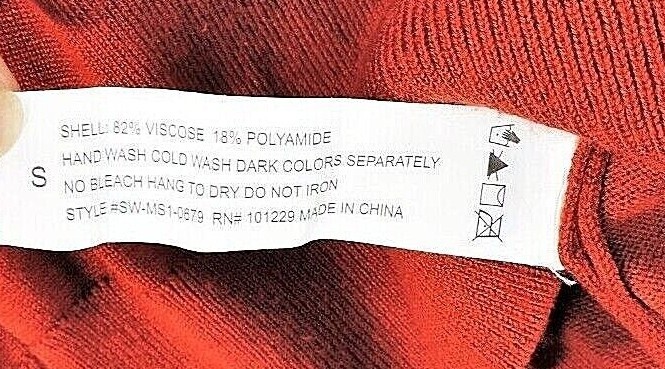 SHELL: 82% VISCOSE 18% POLYAMIDE
HAND WASH COLD WASH DARK COLORS SEPARATELY
S
NO BLEACH HANG TO DRY DO NOT IRON
STYLE #SW-MS1-0679 RN# 101229 MADE IN CHINA